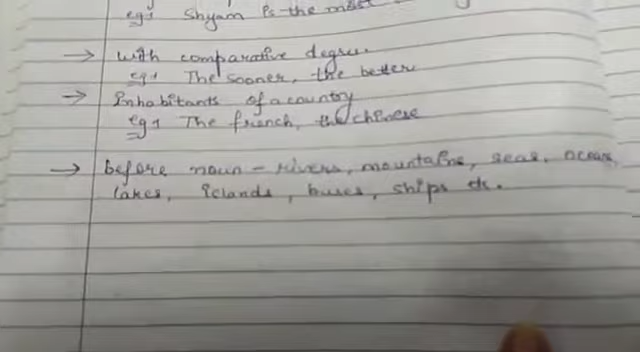 eg: Shyam is the most
→ with comparative degree.
eg: The sooner, the better
→ Inhabitants of a country
eg: The french, the chinese
→ before noun - rivers, mountains, seas, ocean,
lakes, islands, buses, ships etc.